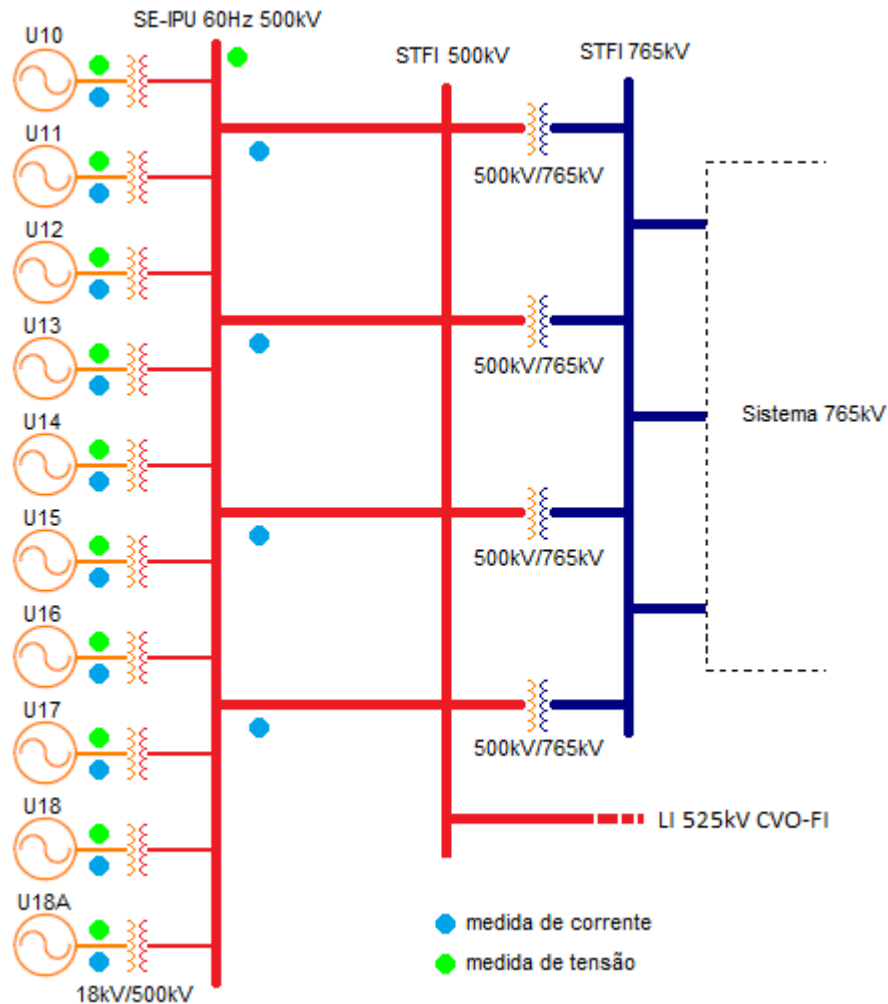 SE-IPU 60Hz 500kV
STFI 500kV
STFI 765kV
U10
U11
U12
U13
U14
U15
U16
U17
U18
U18A
18kV/500kV
500kV/765kV
500kV/765kV
500kV/765kV
500kV/765kV
Sistema 765kV
LI 525kV CVO-FI
medida de corrente
medida de tensão